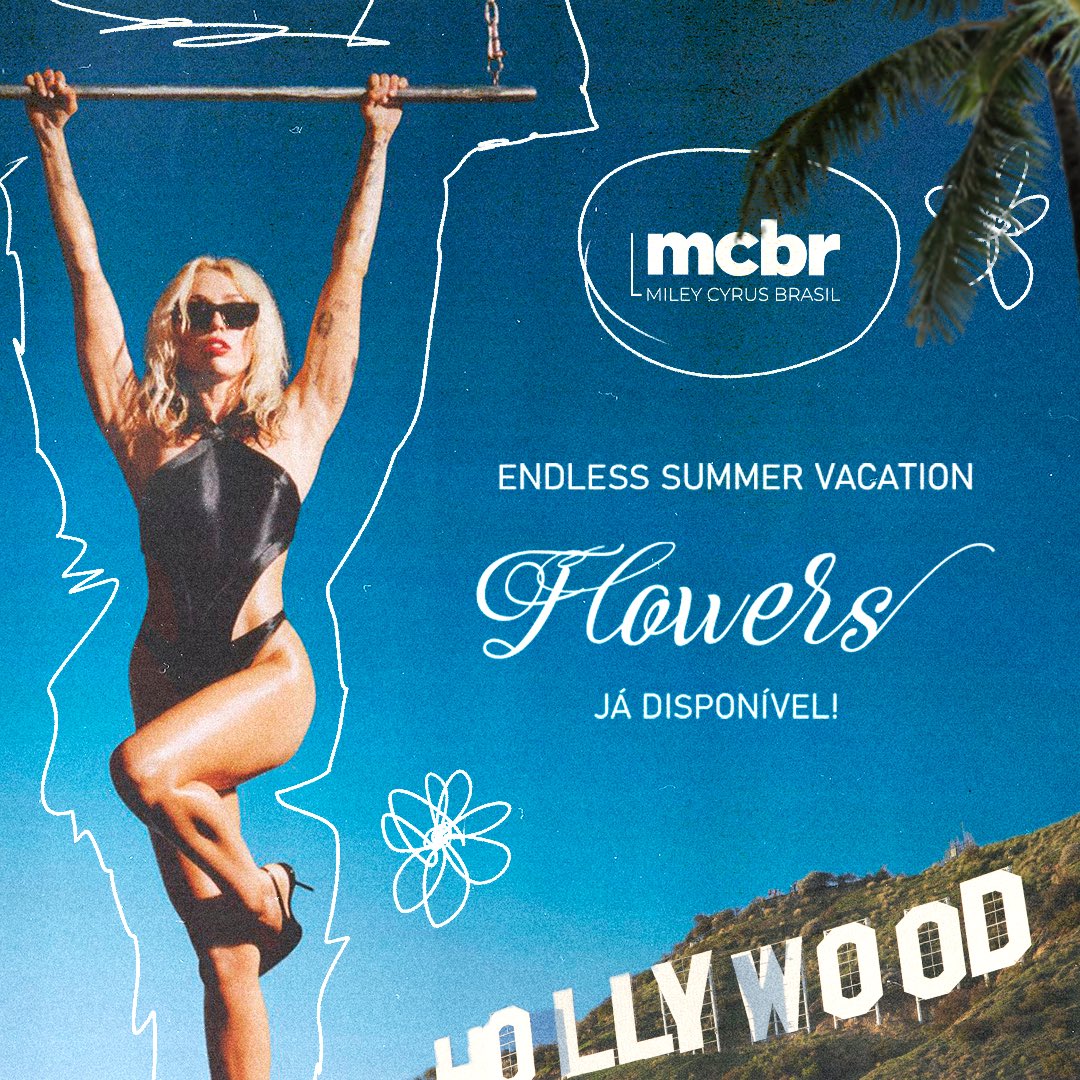 mcbr
MILEY CYRUS BRASIL
ENDLESS SUMMER VACATION
Flowers
JÁ DISPONÍVEL!
HOLLYWOOD